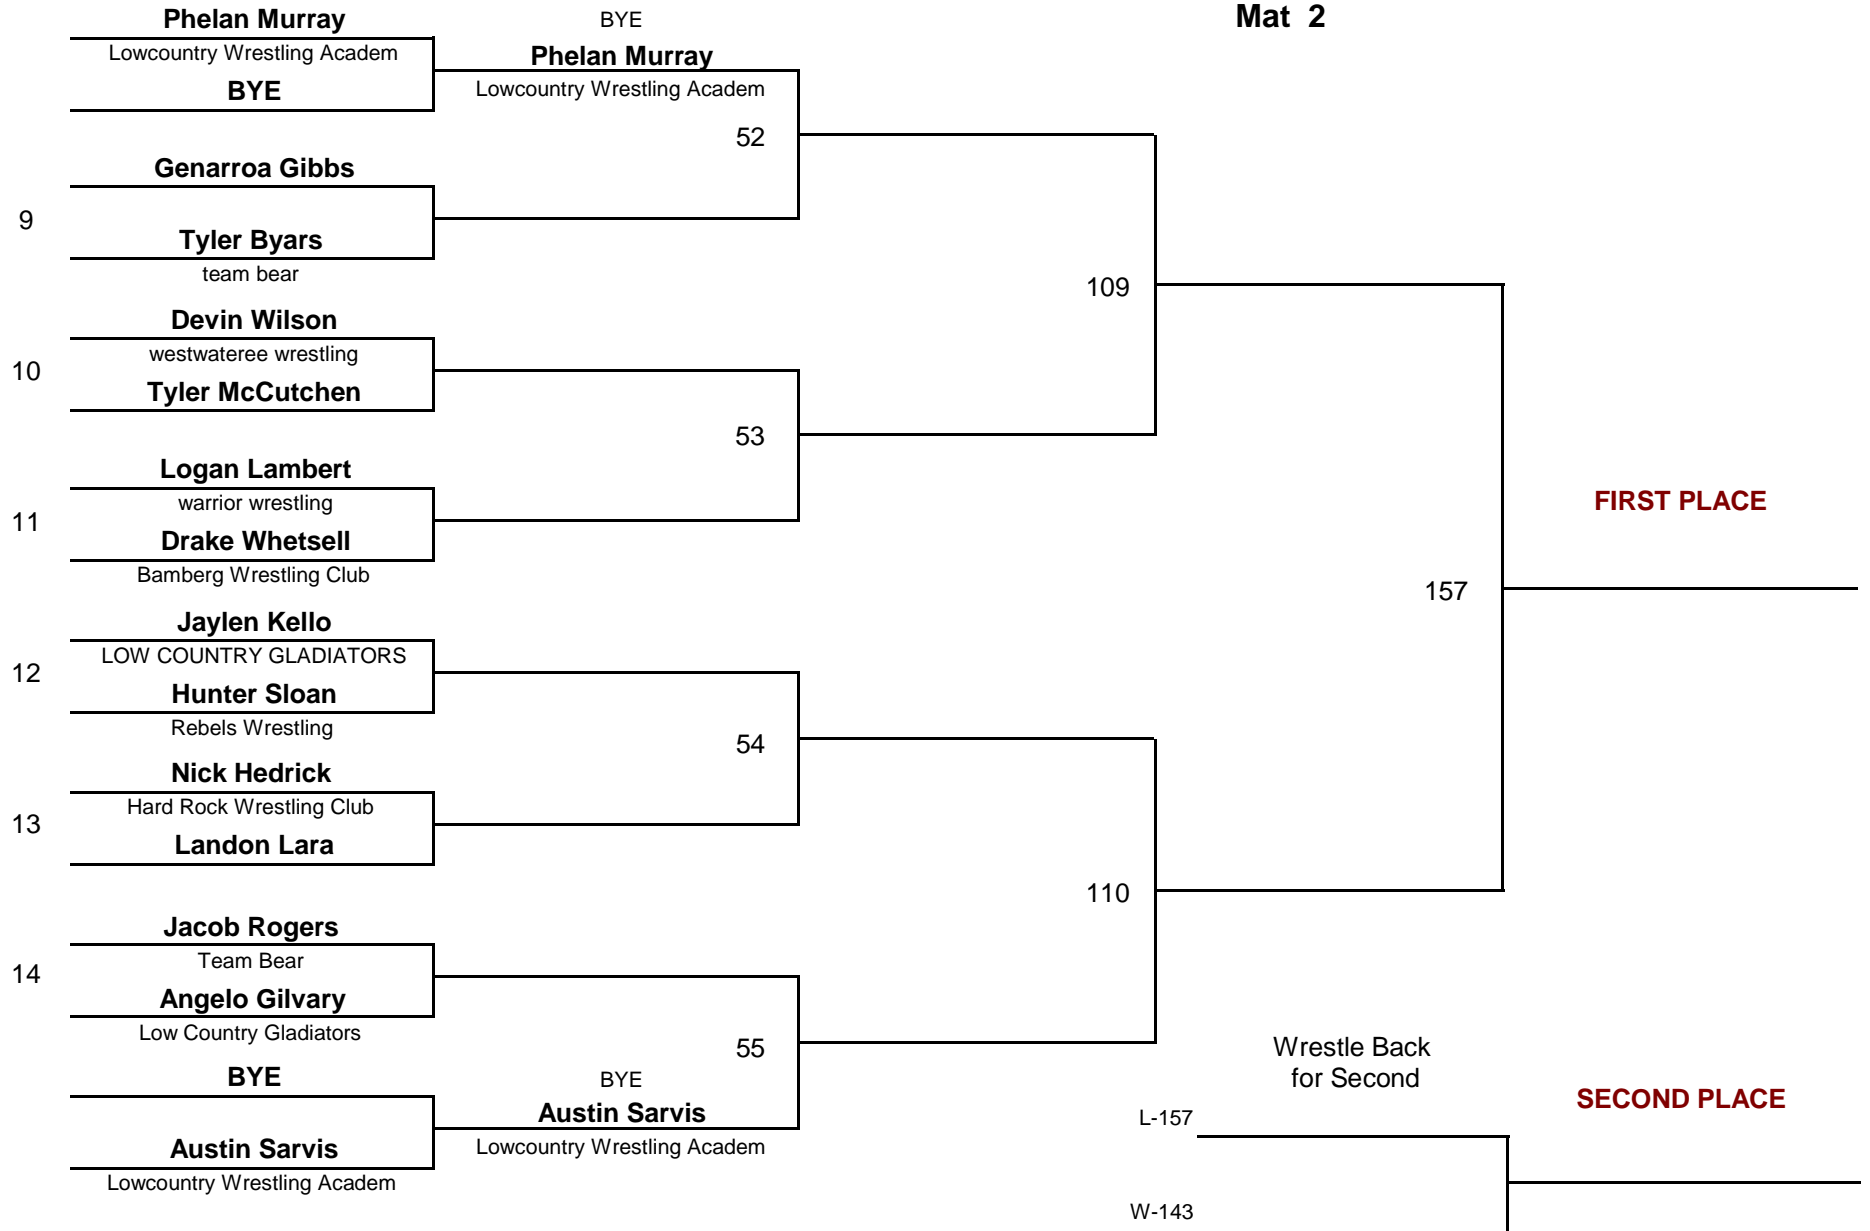 Mat 2
Phelan Murray
Lowcountry Wrestling Academ
BYE
BYE
Phelan Murray
Lowcountry Wrestling Academ
52
9
Genarroa Gibbs
Tyler Byars
team bear
109
10
Devin Wilson
westwateree wrestling
Tyler McCutchen
53
11
Logan Lambert
warrior wrestling
Drake Whetsell
Bamberg Wrestling Club
FIRST PLACE
157
12
Jaylen Kello
LOW COUNTRY GLADIATORS
Hunter Sloan
Rebels Wrestling
54
13
Nick Hedrick
Hard Rock Wrestling Club
Landon Lara
110
14
Jacob Rogers
Team Bear
Angelo Gilvary
Low Country Gladiators
55
BYE
Austin Sarvis
Lowcountry Wrestling Academ
BYE
Austin Sarvis
Lowcountry Wrestling Academ
Wrestle Back
for Second
SECOND PLACE
L-157
W-143